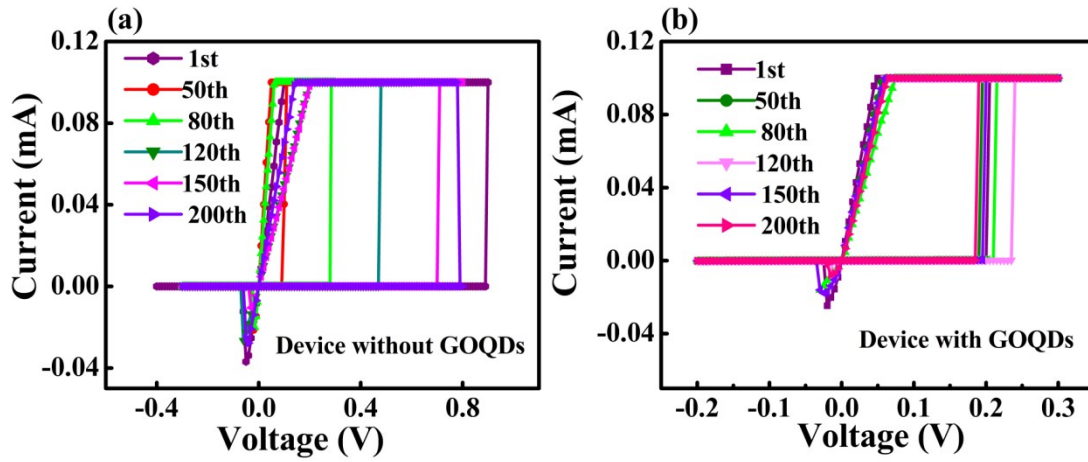 (a)
0.12
0.08
0.04
0.00
-0.04
Current (mA)
1st
50th
80th
120th
150th
200th
Device without GOQDs
-0.4
0.0
0.4
0.8
Voltage (V)
(b)
0.12
0.08
0.04
0.00
-0.04
Current (mA)
1st
50th
80th
120th
150th
200th
Device with GOQDs
-0.2
-0.1
0.0
0.1
0.2
0.3
Voltage (V)